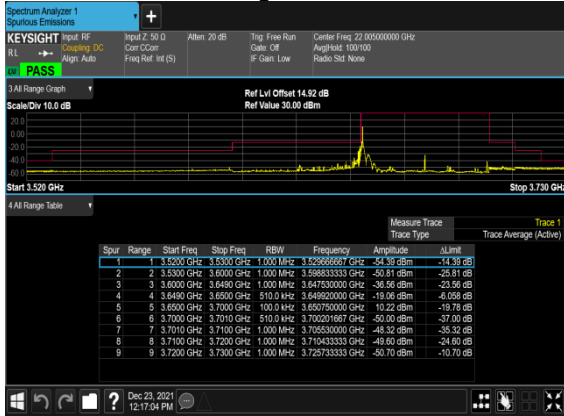 Spectrum Analyzer 1
Spurious Emissions
KEYSIGHT Input: RF Input Z: 50 Ω Atten: 20 dB Trig: Free Run Center Freq: 22.005000000 GHz
RL Coupling: DC Corr CCorr Gate: Off Avg|Hold: 100/100
Align: Auto Freq Ref: Int (S) IF Gain: Low Radio Std: None
PASS
3 All Range Graph Ref Lvl Offset 14.92 dB
Scale/Div 10.0 dB Ref Value 30.00 dBm
20.0
0.00
-20.0
-40.0
-60.0
Start 3.520 GHz Stop 3.730 GHz
4 All Range Table
Measure Trace Trace 1
Trace Type Trace Average (Active)
Spur Range Start Freq Stop Freq RBW Frequency Amplitude ΔLimit
1 1 3.5200 GHz 3.5300 GHz 1.000 MHz 3.529666667 GHz -54.39 dBm -14.39 dB
2 2 3.5300 GHz 3.6000 GHz 1.000 MHz 3.598833333 GHz -50.81 dBm -25.81 dB
3 3 3.6000 GHz 3.6490 GHz 1.000 MHz 3.647530000 GHz -36.56 dBm -23.56 dB
4 4 3.6490 GHz 3.6500 GHz 510.0 kHz 3.649920000 GHz -19.06 dBm -6.058 dB
5 5 3.6500 GHz 3.7000 GHz 100.0 kHz 3.650750000 GHz 10.22 dBm -19.78 dB
6 6 3.7000 GHz 3.7010 GHz 510.0 kHz 3.700201667 GHz -50.00 dBm -37.00 dB
7 7 3.7010 GHz 3.7100 GHz 1.000 MHz 3.705530000 GHz -48.32 dBm -35.32 dB
8 8 3.7100 GHz 3.7200 GHz 1.000 MHz 3.710433333 GHz -49.60 dBm -24.60 dB
9 9 3.7200 GHz 3.7300 GHz 1.000 MHz 3.725733333 GHz -50.70 dBm -10.70 dB
Dec 23, 2021
12:17:04 PM